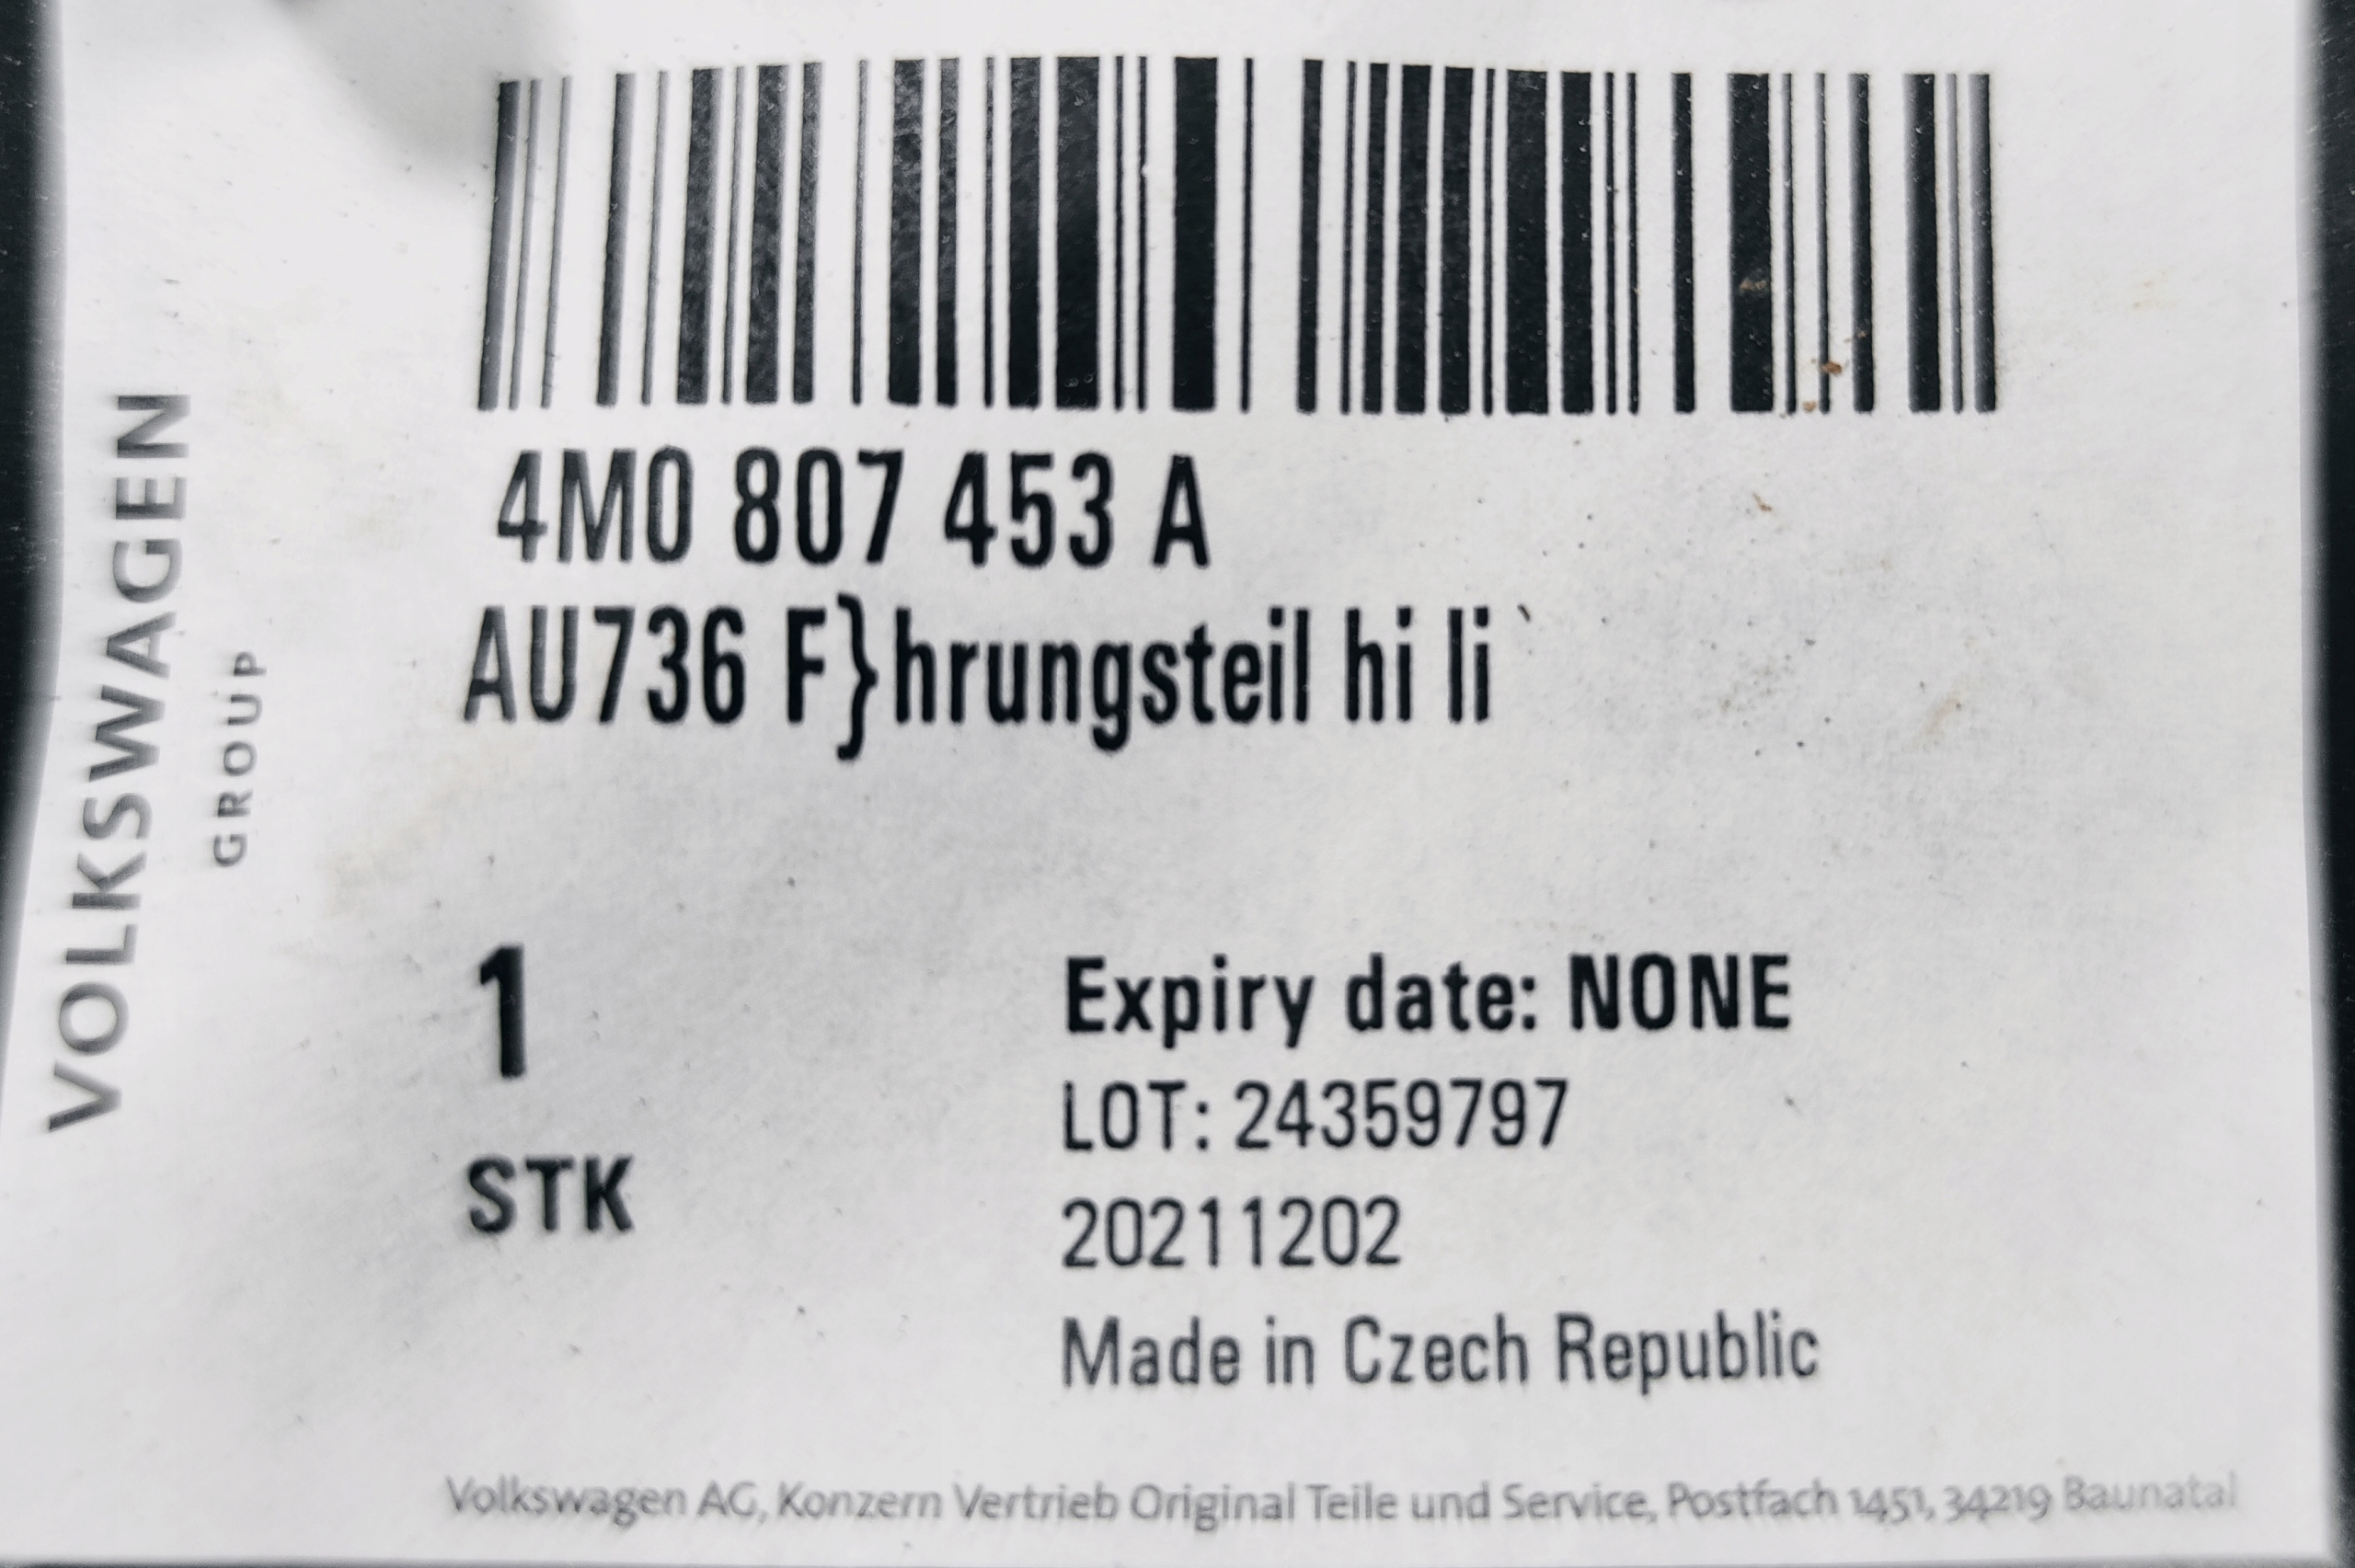 VOLKSWAGEN
GROUP
4M0 807 453 A
AU736 F}hrungsteil hi li
1
STK
Expiry date: NONE
LOT: 24359797
20211202
Made in Czech Republic
Volkswagen AG, Konzern Vertrieb Original Teile und Service, Postfach 1451, 34219 Baunatal